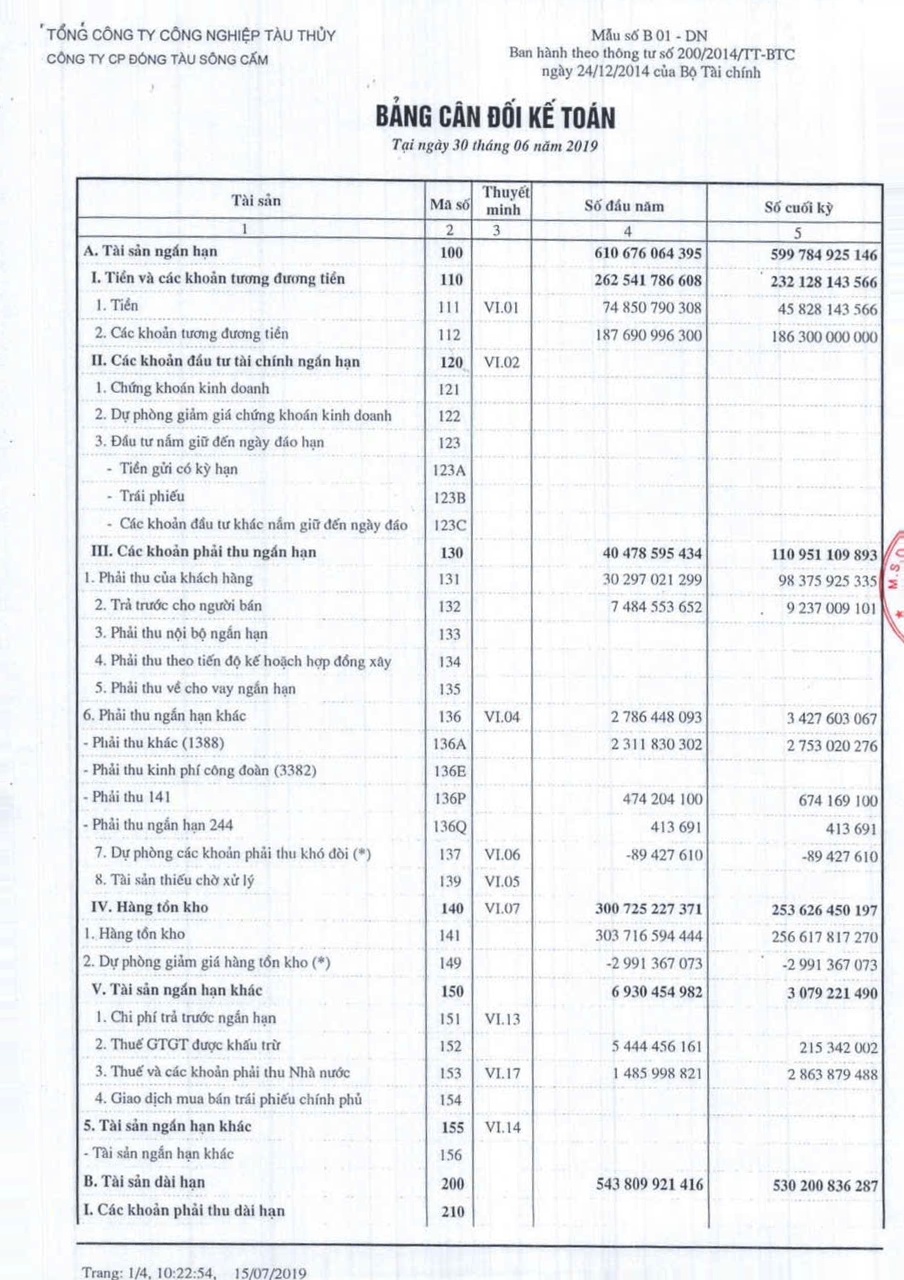 TỔNG CÔNG TY CÔNG NGHIỆP TÀU THỦY
CÔNG TY CP ĐÓNG TÀU SÔNG CẤM
Mẫu số B 01 - DN
Ban hành theo thông tư số 200/2014/TT-BTC
ngày 24/12/2014 của Bộ Tài chính
BẢNG CÂN ĐỐI KẾ TOÁN
Tại ngày 30 tháng 06 năm 2019
Tài sản Mã số Thuyết minh Số đầu năm Số cuối kỳ
1 2 3 4 5
A. Tài sản ngắn hạn 100 610 676 064 395 599 784 925 146
I. Tiền và các khoản tương đương tiền 110 262 541 786 608 232 128 143 566
1. Tiền 111 VI.01 74 850 790 308 45 828 143 566
2. Các khoản tương đương tiền 112 187 690 996 300 186 300 000 000
II. Các khoản đầu tư tài chính ngắn hạn 120 VI.02
1. Chứng khoán kinh doanh 121
2. Dự phòng giảm giá chứng khoán kinh doanh 122
3. Đầu tư nắm giữ đến ngày đáo hạn 123
- Tiền gửi có kỳ hạn 123A
- Trái phiếu 123B
- Các khoản đầu tư khác nắm giữ đến ngày đáo 123C
III. Các khoản phải thu ngắn hạn 130 40 478 595 434 110 951 109 893
1. Phải thu của khách hàng 131 30 297 021 299 98 375 925 335
2. Trả trước cho người bán 132 7 484 553 652 9 237 009 101
3. Phải thu nội bộ ngắn hạn 133
4. Phải thu theo tiến độ kế hoạch hợp đồng xây 134
5. Phải thu về cho vay ngắn hạn 135
6. Phải thu ngắn hạn khác 136 VI.04 2 786 448 093 3 427 603 067
- Phải thu khác (1388) 136A 2 311 830 302 2 753 020 276
- Phải thu kinh phí công đoàn (3382) 136E
- Phải thu 141 136P 474 204 100 674 169 100
- Phải thu ngắn hạn 244 136Q 413 691 413 691
7. Dự phòng các khoản phải thu khó đòi (*) 137 VI.06 -89 427 610 -89 427 610
8. Tài sản thiếu chờ xử lý 139 VI.05
IV. Hàng tồn kho 140 VI.07 300 725 227 371 253 626 450 197
1. Hàng tồn kho 141 303 716 594 444 256 617 817 270
2. Dự phòng giảm giá hàng tồn kho (*) 149 -2 991 367 073 -2 991 367 073
V. Tài sản ngắn hạn khác 150 6 930 454 982 3 079 221 490
1. Chi phí trả trước ngắn hạn 151 VI.13
2. Thuế GTGT được khấu trừ 152 5 444 456 161 215 342 002
3. Thuế và các khoản phải thu Nhà nước 153 VI.17 1 485 998 821 2 863 879 488
4. Giao dịch mua bán trái phiếu chính phủ 154
5. Tài sản ngắn hạn khác 155 VI.14
- Tài sản ngắn hạn khác 156
B. Tài sản dài hạn 200 543 809 921 416 530 200 836 287
I. Các khoản phải thu dài hạn 210
M.S
Trang: 1/4, 10:22:54, 15/07/2019